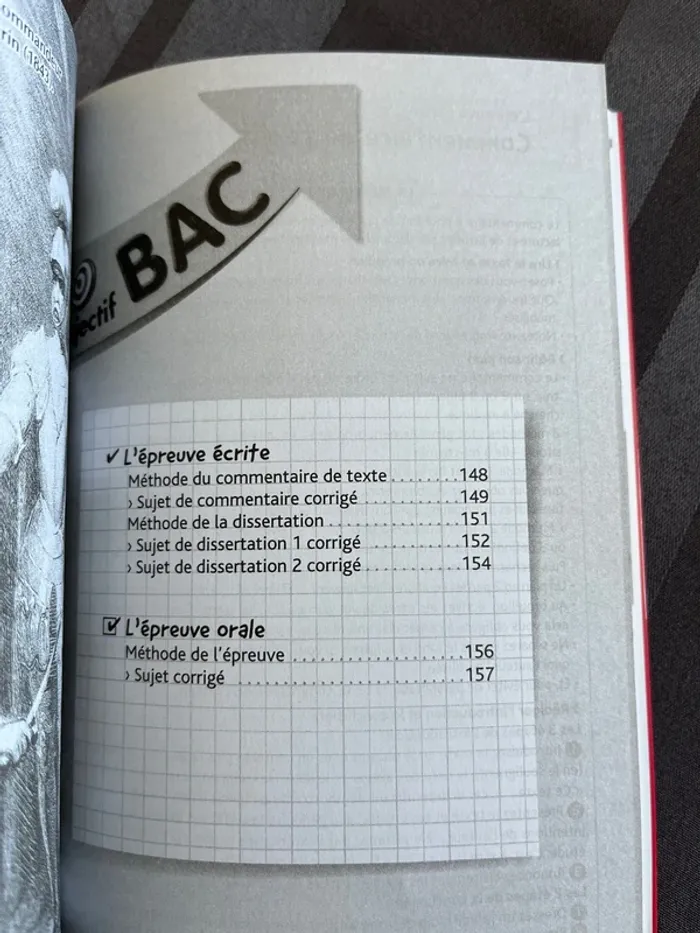 (1843)
BAC
✓ L'épreuve écrite
Méthode du commentaire de texte........148
› Sujet de commentaire corrigé............149
Méthode de la dissertation................151
› Sujet de dissertation 1 corrigé...........152
› Sujet de dissertation 2 corrigé...........154
☑ L'épreuve orale
Méthode de l'épreuve.....................156
› Sujet corrigé............................157